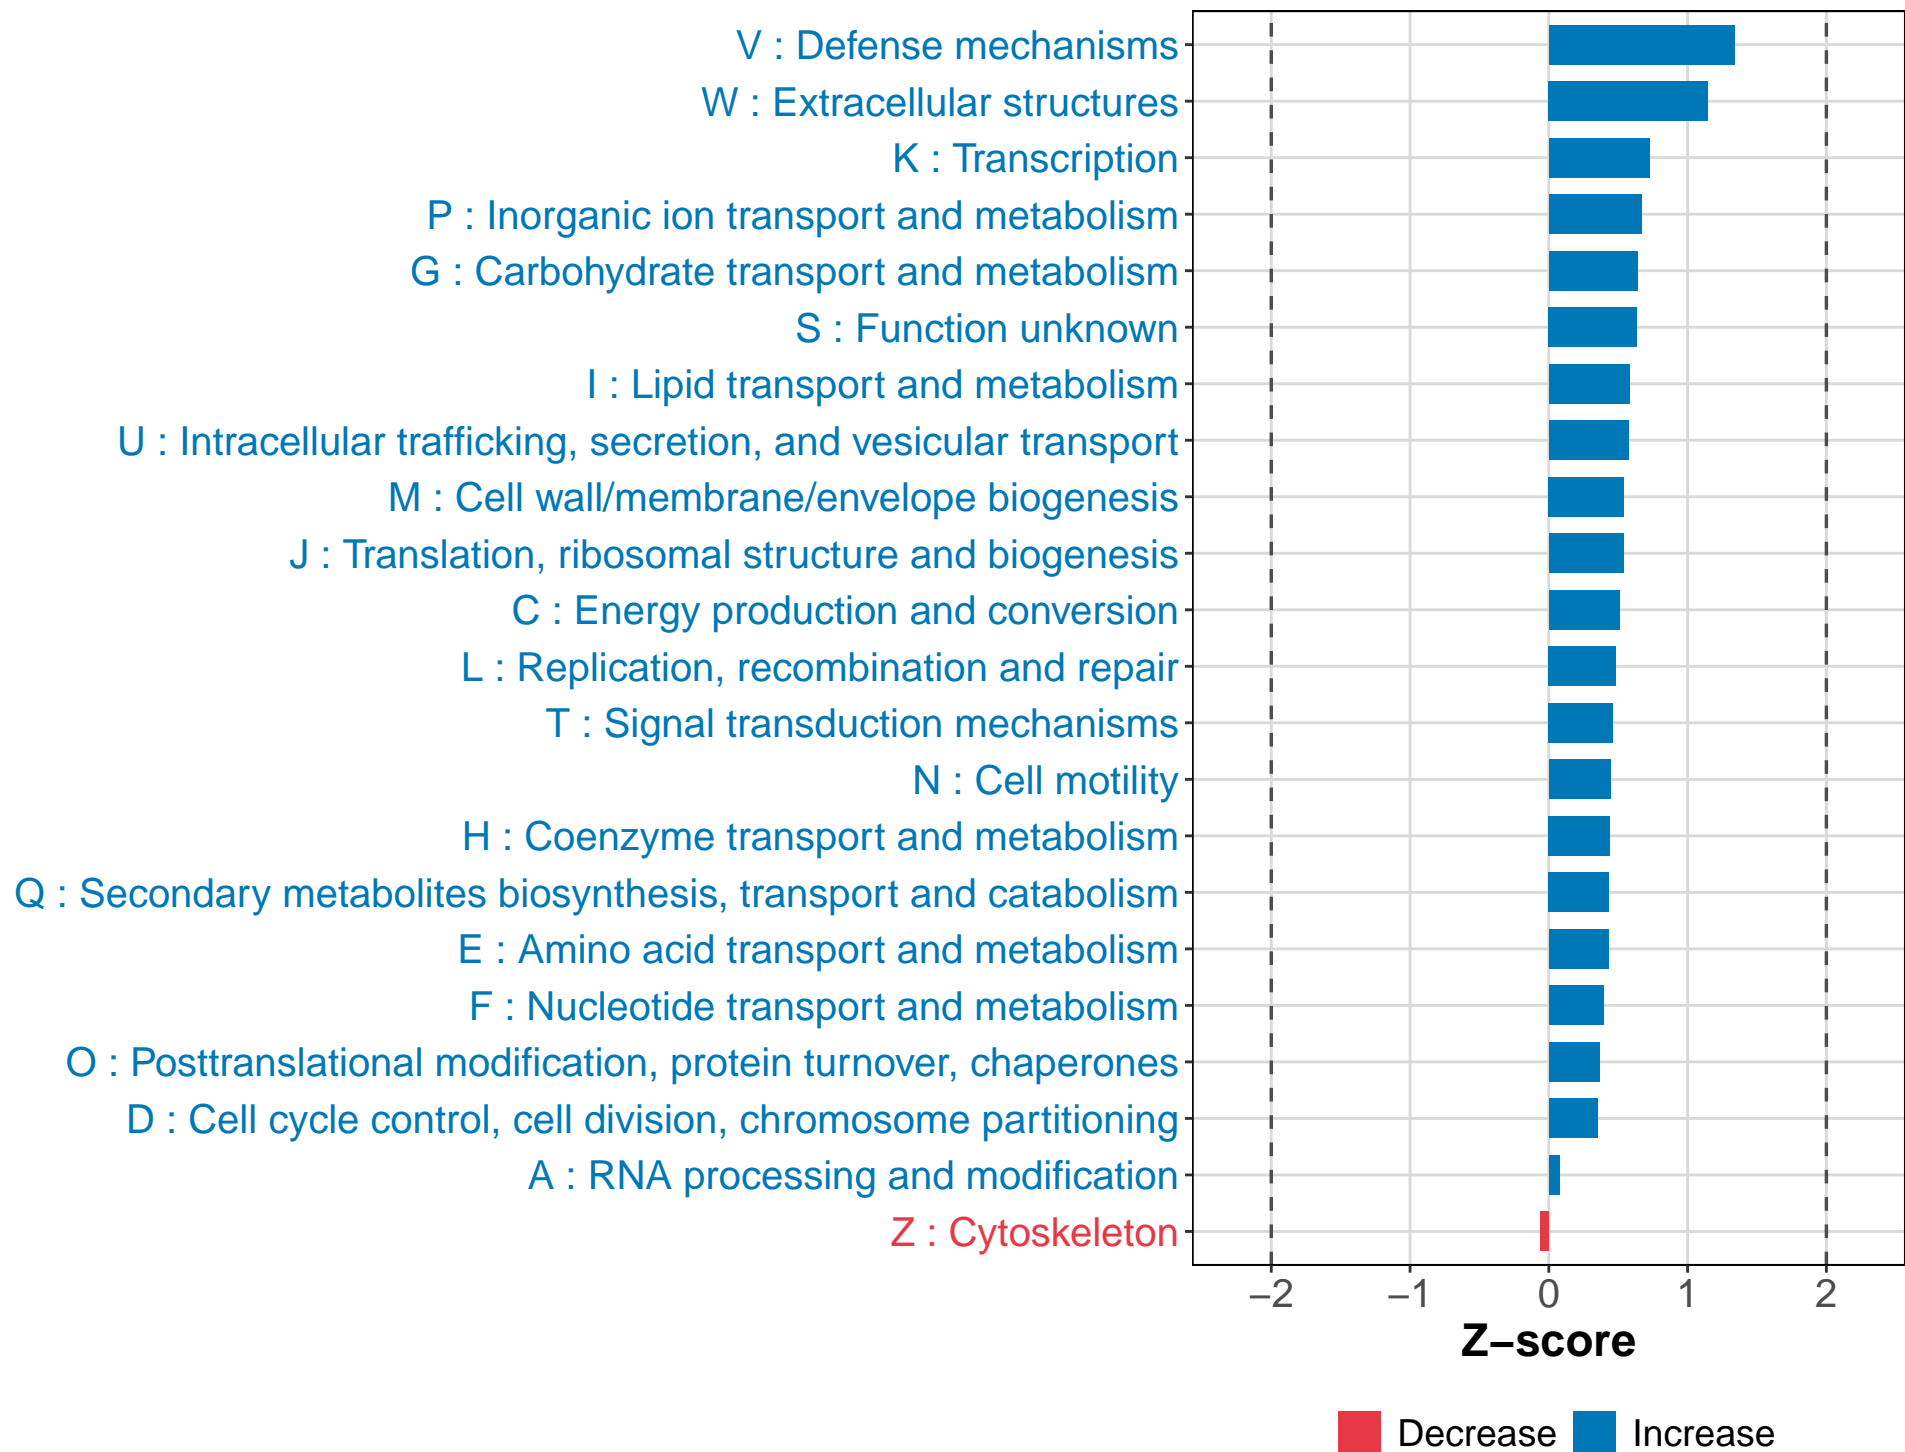 V : Defense mechanisms
W : Extracellular structures
K : Transcription
P : Inorganic ion transport and metabolism
G : Carbohydrate transport and metabolism
S : Function unknown
I : Lipid transport and metabolism
U : Intracellular trafficking, secretion, and vesicular transport
M : Cell wall/membrane/envelope biogenesis
J : Translation, ribosomal structure and biogenesis
C : Energy production and conversion
L : Replication, recombination and repair
T : Signal transduction mechanisms
N : Cell motility
H : Coenzyme transport and metabolism
Q : Secondary metabolites biosynthesis, transport and catabolism
E : Amino acid transport and metabolism
F : Nucleotide transport and metabolism
O : Posttranslational modification, protein turnover, chaperones
D : Cell cycle control, cell division, chromosome partitioning
A : RNA processing and modification
Z : Cytoskeleton
−2 −1 0 1 2
Z−score
Decrease Increase